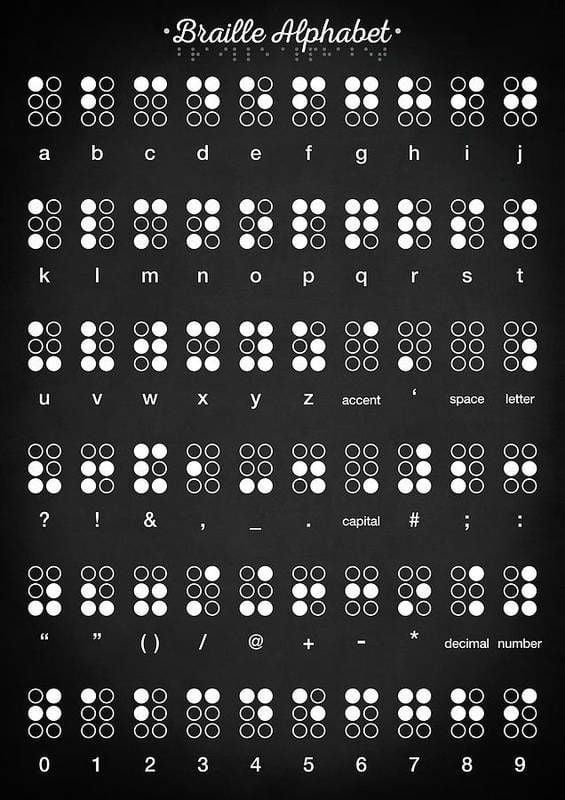 ·Braille Alphabet·
a b c d e f g h i j
k l m n o p q r s t
u v w x y z accent ‘ space letter
? ! & , _ . capital # ; :
“ ” ( ) / @ + - * decimal number
0 1 2 3 4 5 6 7 8 9